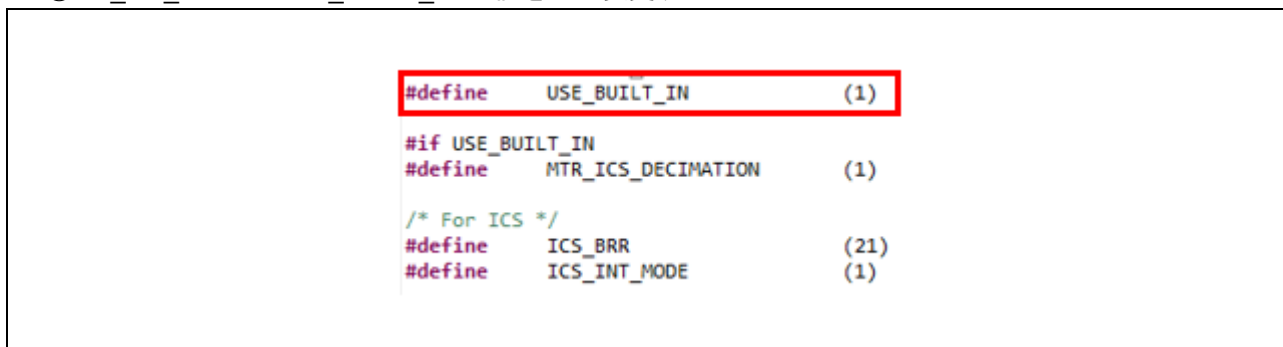 #define USE_BUILT_IN (1)
#if USE_BUILT_IN
#define MTR_ICS_DECIMATION (1)
/* For ICS */
#define ICS_BRR (21)
#define ICS_INT_MODE (1)